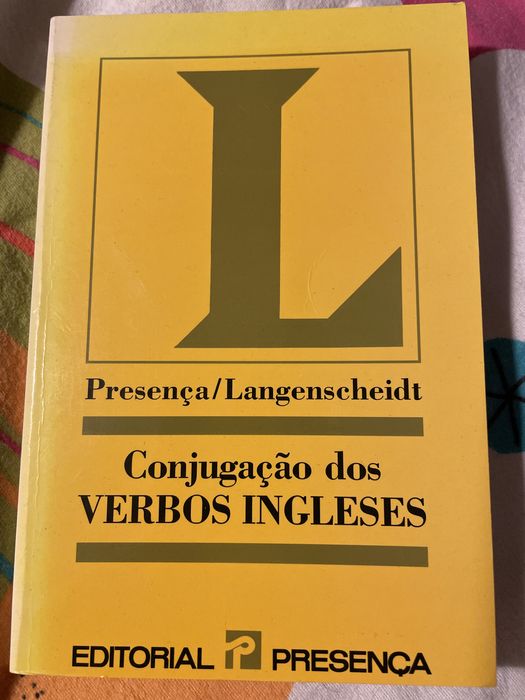 L
Presença/Langenscheidt
Conjugação dos
VERBOS INGLESES
EDITORIAL P PRESENÇA